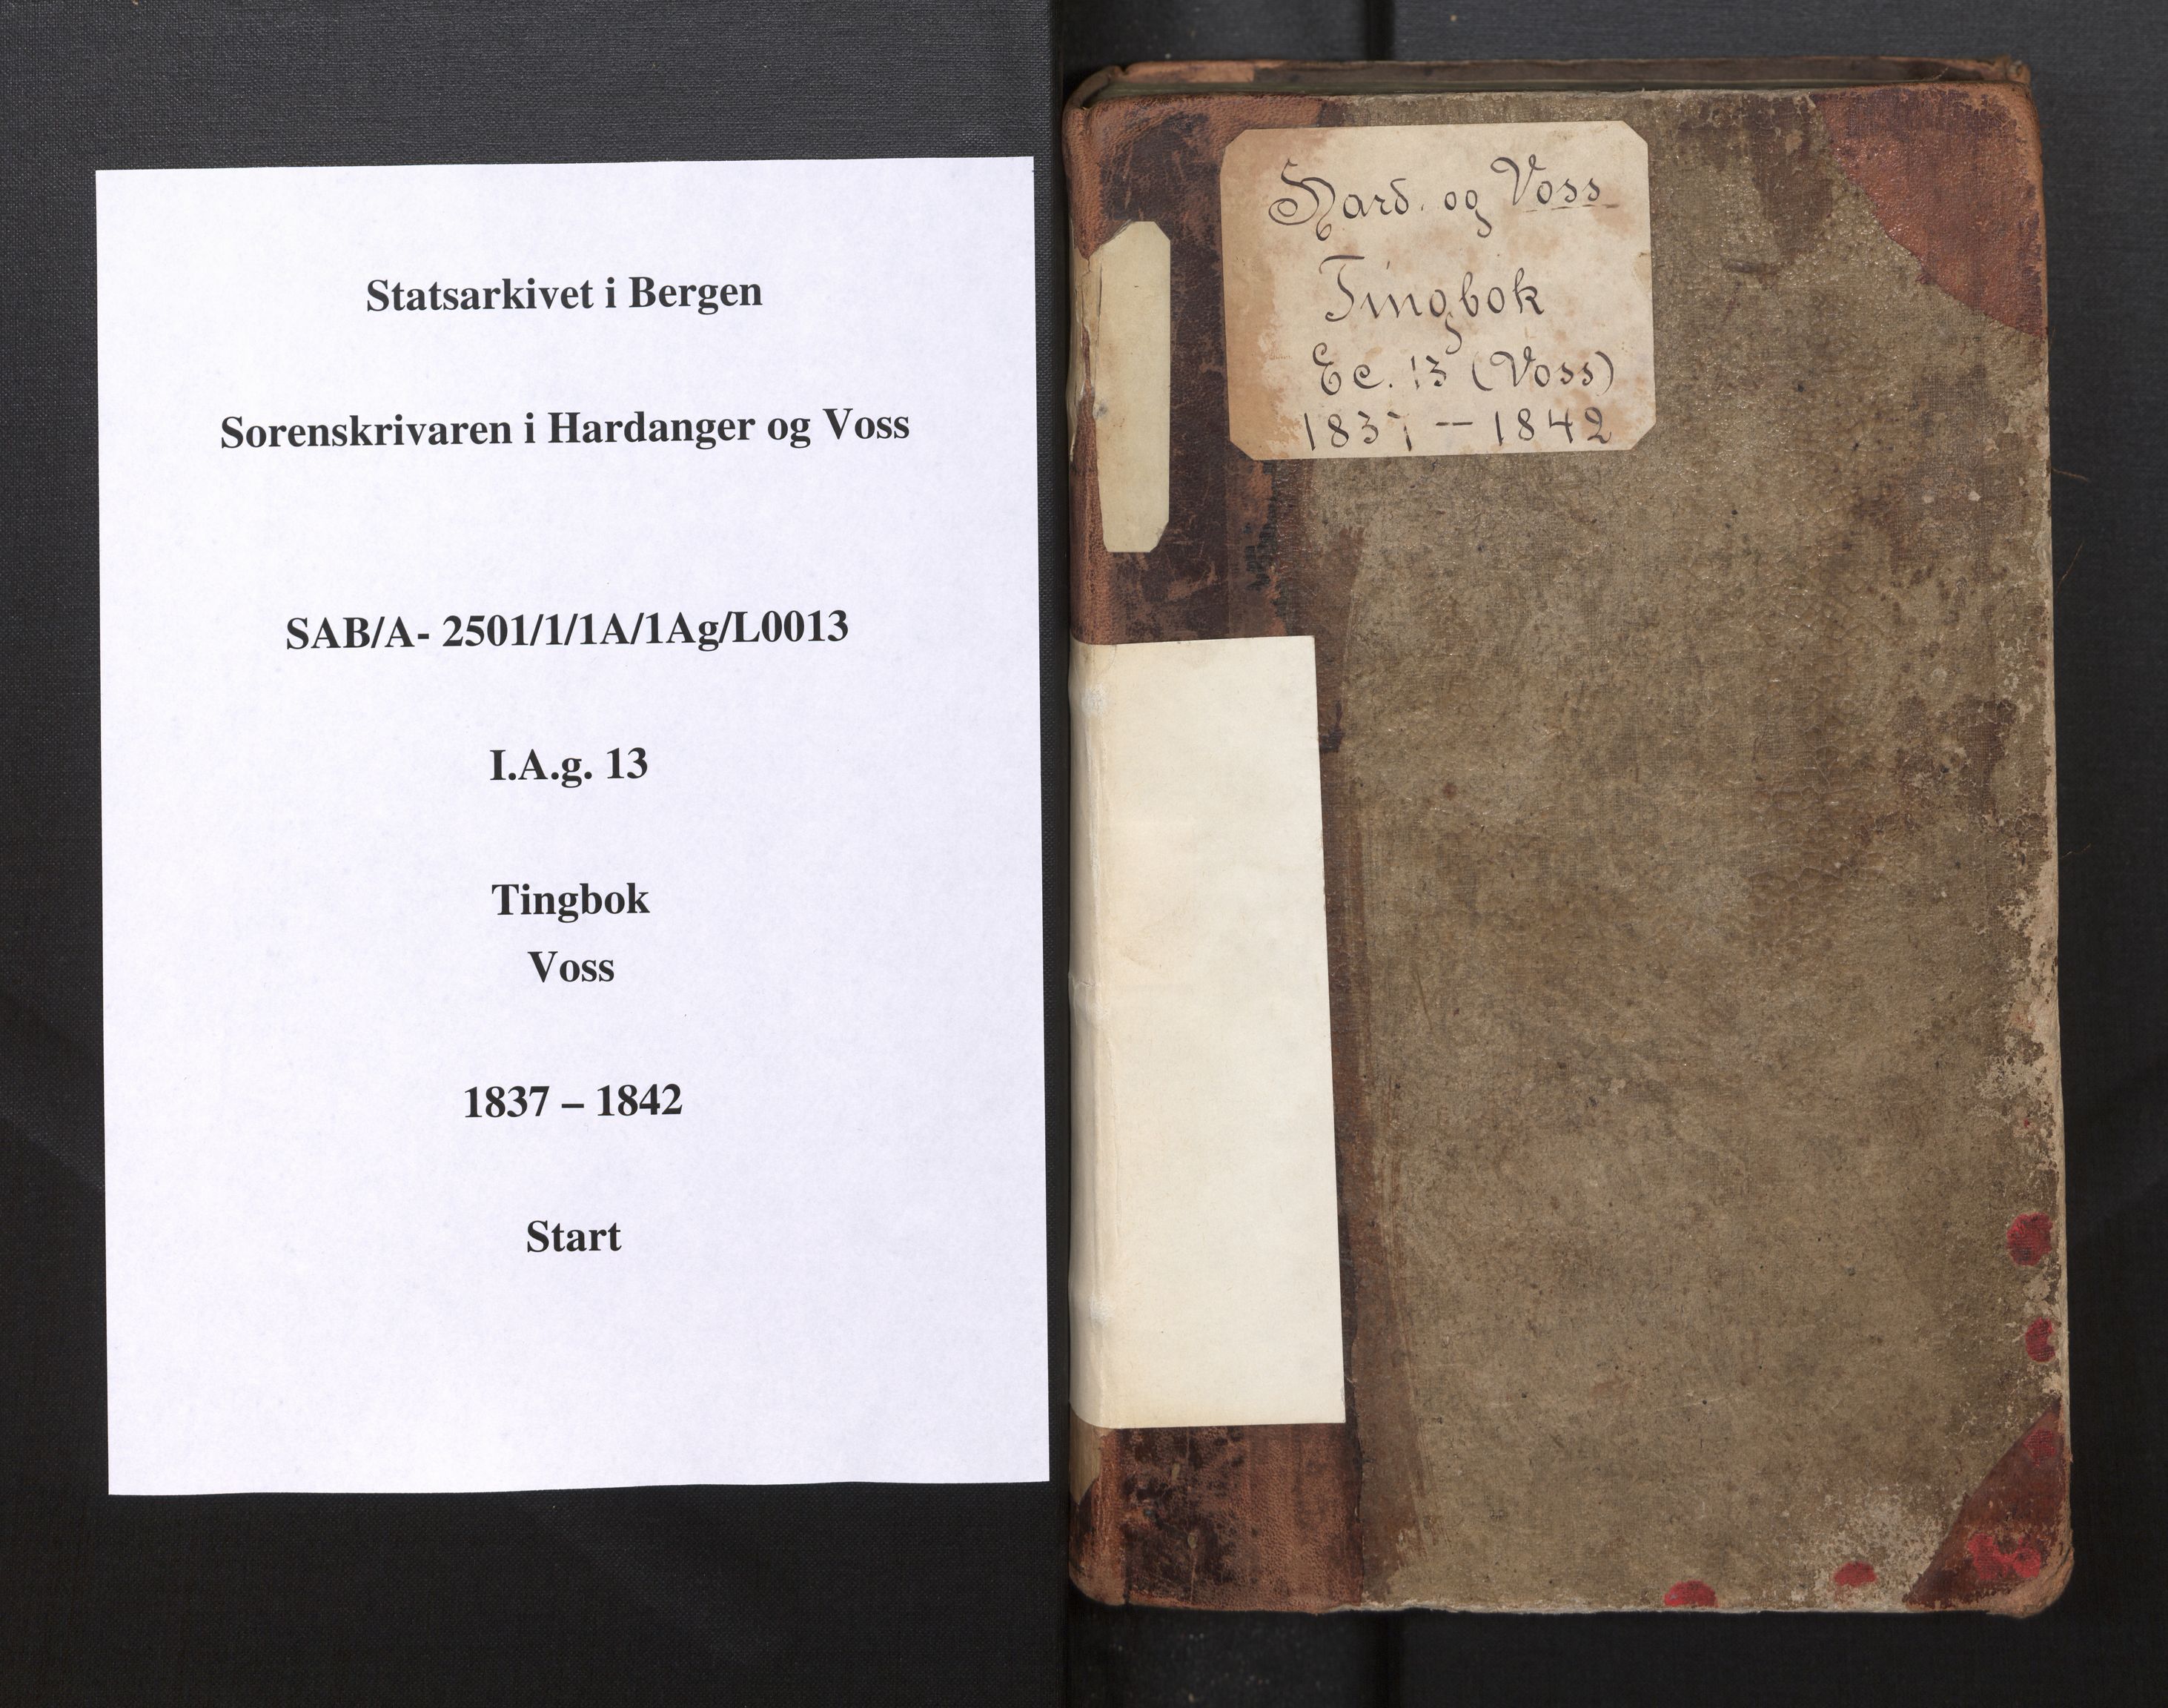 Statsarkivet i Bergen
Sorenskrivaren i Hardanger og Voss
SAB/A- 2501/1/1A/1Ag/L0013
I.A.g. 13
Tingbok
Voss
1837 – 1842
Start
Hard. og Voss
Tingbok
Ec. 13 (Voss)
1837 — 1842